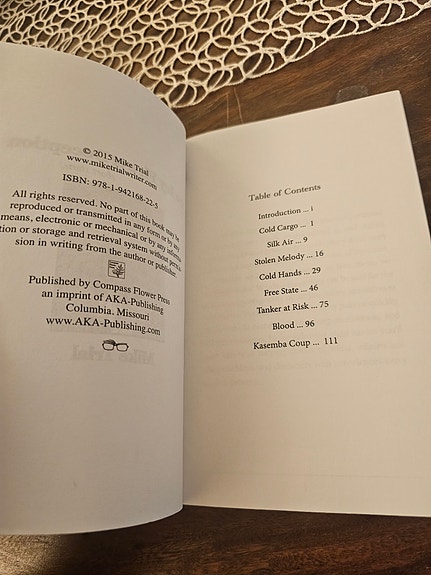 © 2015 Mike Trial
www.miketrialwriter.com
ISBN: 978-1-942168-22-5
All rights reserved. No part of this book may be
reproduced or transmitted in any form or by any
means, electronic or mechanical or by any informa
tion or storage and retrieval system without permis
sion in writing from the author or publisher.
Published by Compass Flower Press
an imprint of AKA-Publishing
Columbia, Missouri
www.AKA-Publishing.com
Table of Contents
Introduction ... i
Cold Cargo ... 1
Silk Air ... 9
Stolen Melody ... 16
Cold Hands ... 29
Free State ... 46
Tanker at Risk ... 75
Blood ... 96
Kasemba Coup ... 111